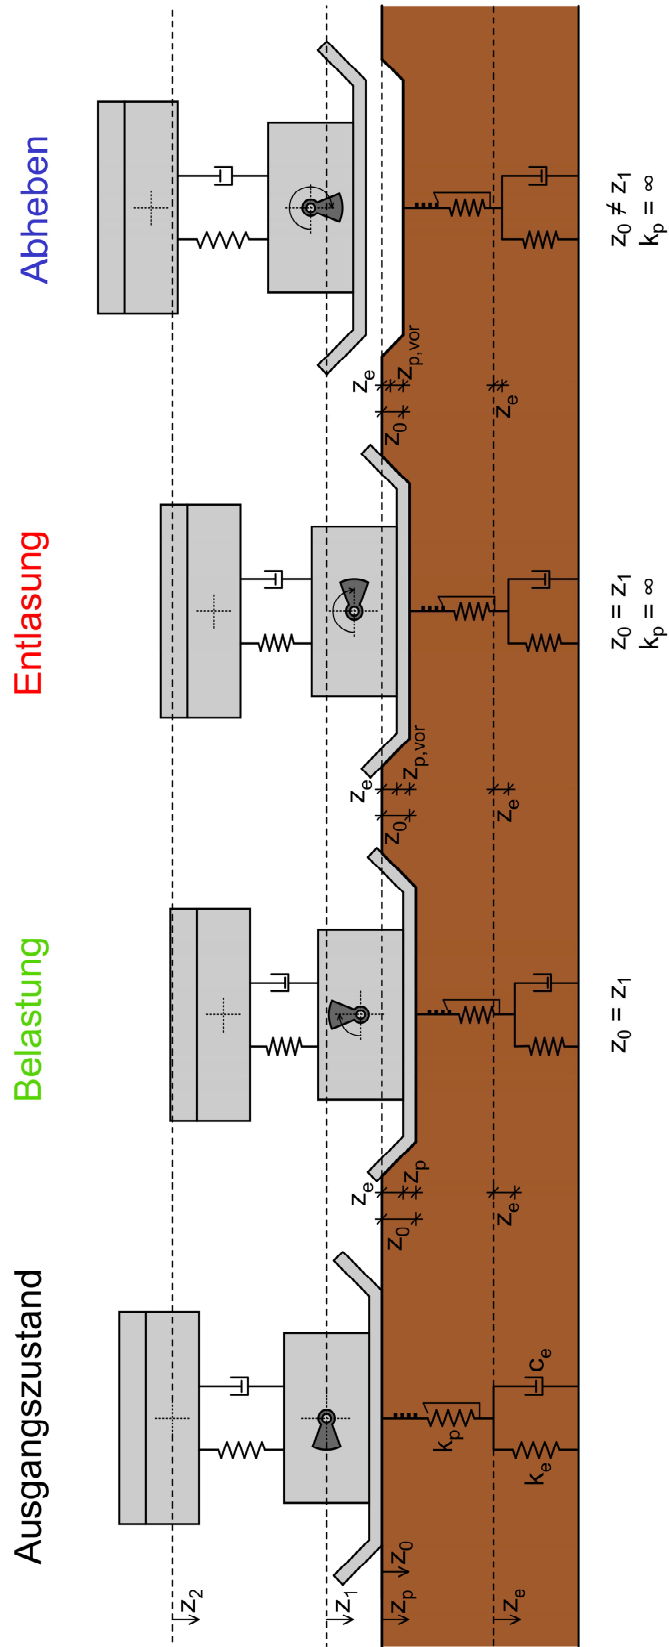 Ausgangszustand
Belastung
Entlasung
Abheben
z₂
z₁
z₀
zₚ
zₑ
kₚ
kₑ
cₑ
zₑ
zₚ
z₀
zₑ
z₀ = z₁
zₑ
zₚ,ᵥₒᵣ
z₀
zₑ
z₀ = z₁
kₚ = ∞
zₑ
zₚ,ᵥₒᵣ
z₀
zₑ
z₀ ≠ z₁
kₚ = ∞